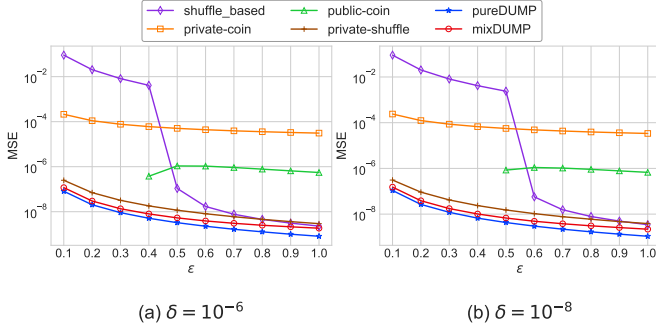 shuffle_based
public-coin
pureDUMP
private-coin
private-shuffle
mixDUMP
MSE
10⁻²
10⁻⁴
10⁻⁶
10⁻⁸
0.1 0.2 0.3 0.4 0.5 0.6 0.7 0.8 0.9 1.0
ε
(a) δ = 10⁻⁶
MSE
10⁻²
10⁻⁴
10⁻⁶
10⁻⁸
0.1 0.2 0.3 0.4 0.5 0.6 0.7 0.8 0.9 1.0
ε
(b) δ = 10⁻⁸